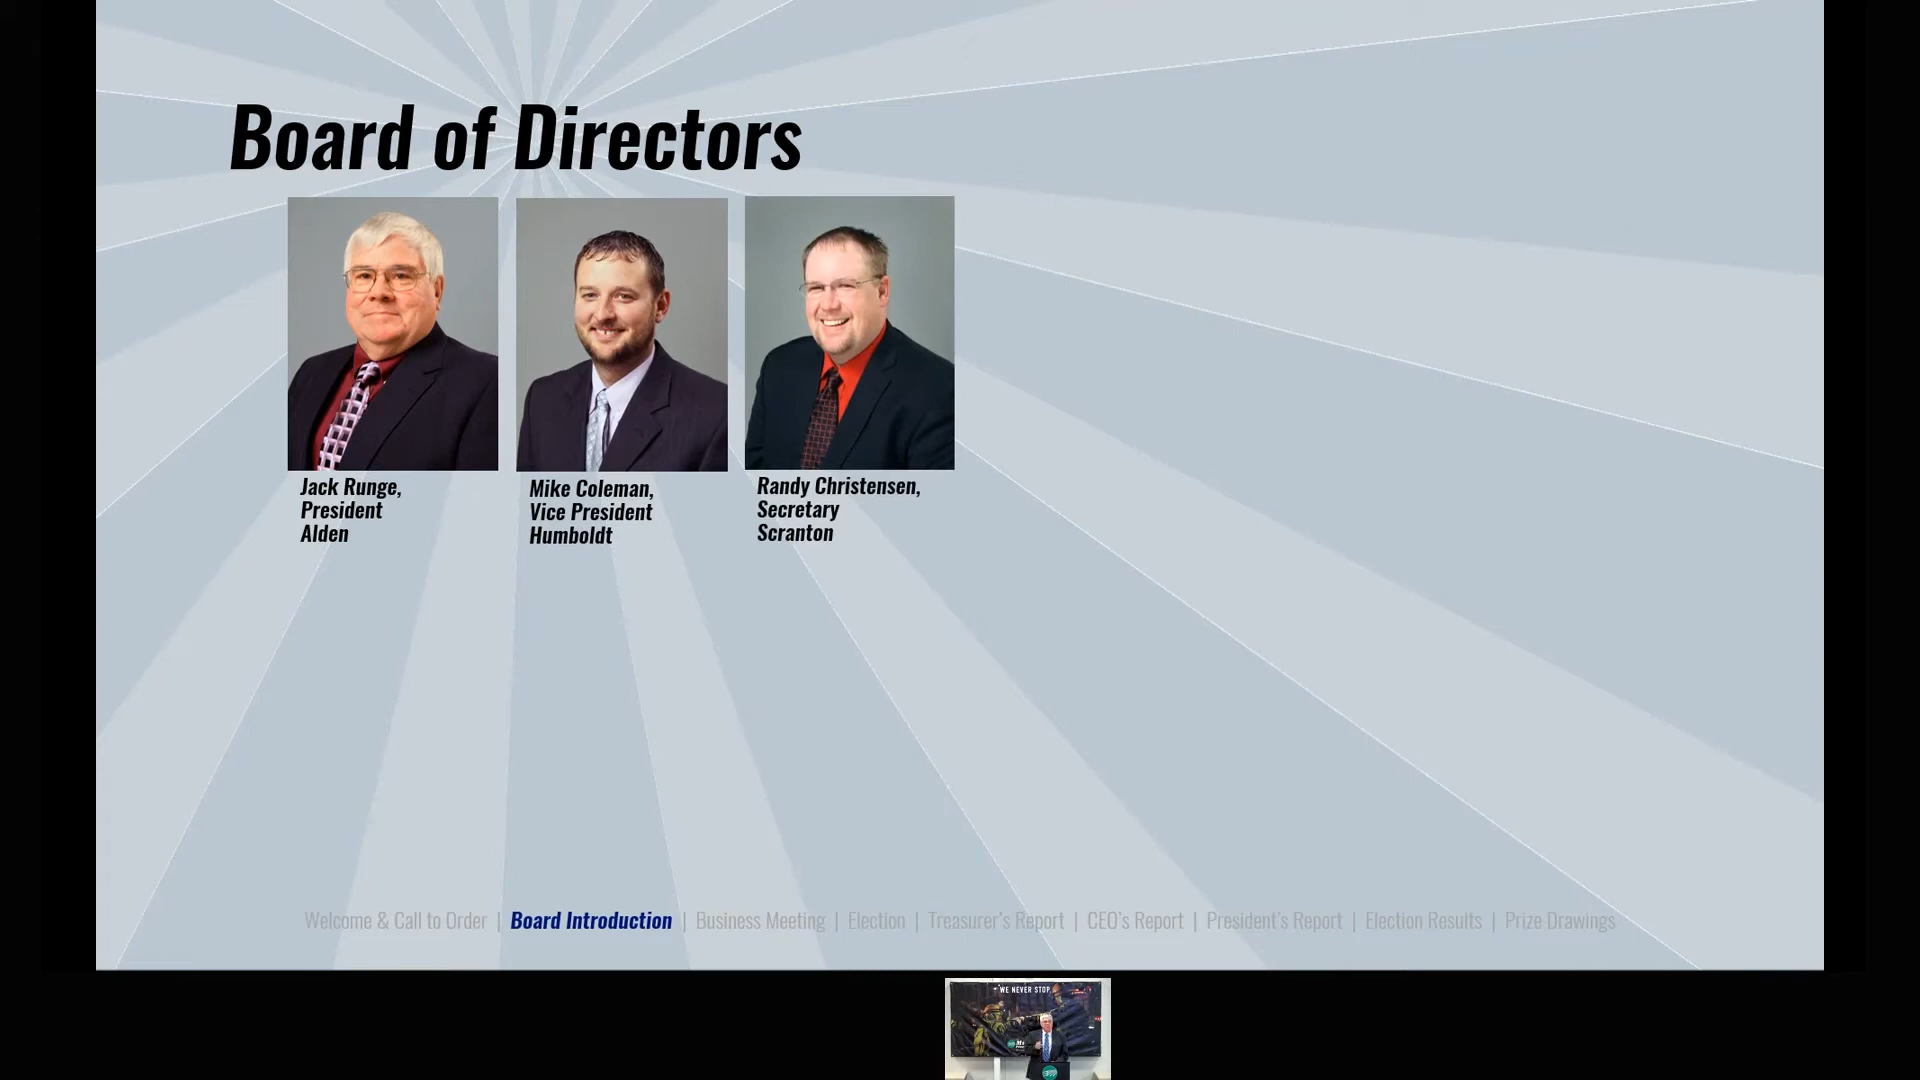 Board of Directors
Jack Runge,
President
Alden
Mike Coleman,
Vice President
Humboldt
Randy Christensen,
Secretary
Scranton
Welcome & Call to Order | Board Introduction | Business Meeting | Election | Treasurer's Report | CEO's Report | President's Report | Election Results | Prize Drawings
WE NEVER STOP